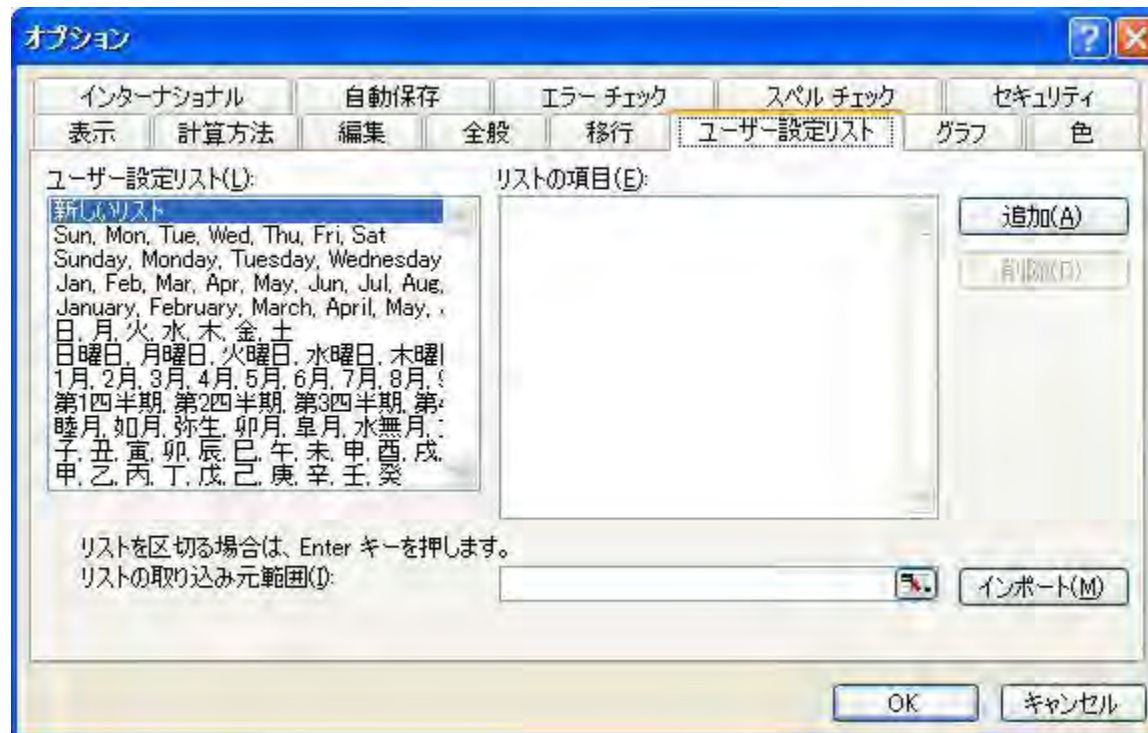 オプション
インターナショナル 自動保存 エラー チェック スペル チェック セキュリティ
表示 計算方法 編集 全般 移行 ユーザー設定リスト グラフ 色
ユーザー設定リスト(L): リストの項目(E):
新しいリスト
Sun, Mon, Tue, Wed, Thu, Fri, Sat
Sunday, Monday, Tuesday, Wednesday
Jan, Feb, Mar, Apr, May, Jun, Jul, Aug,
January, February, March, April, May,
日, 月, 火, 水, 木, 金, 土
日曜日, 月曜日, 火曜日, 水曜日, 木曜
1月, 2月, 3月, 4月, 5月, 6月, 7月, 8月,
第1四半期, 第2四半期, 第3四半期, 第
睦月, 如月, 弥生, 卯月, 皐月, 水無月,
子, 丑, 寅, 卯, 辰, 巳, 午, 未, 申, 酉, 戌,
甲, 乙, 丙, 丁, 戊, 己, 庚, 辛, 壬, 癸
追加(A)
削除(D)
リストを区切る場合は、Enter キーを押します。
リストの取り込み元範囲(I): インポート(M)
OK キャンセル